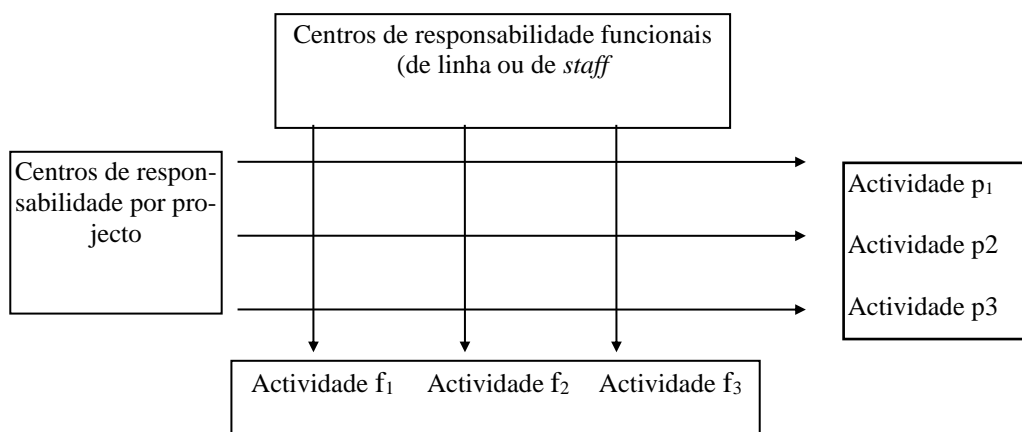 Centros de responsabilidade funcionais
(de linha ou de staff
Centros de respon-
sabilidade por pro-
jecto
Actividade p1
Actividade p2
Actividade p3
Actividade f1 Actividade f2 Actividade f3